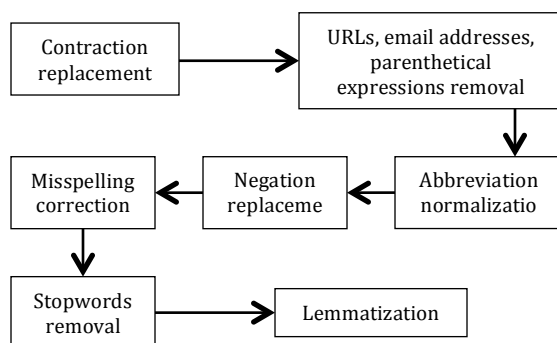 Contraction
replacement
URLs, email addresses,
parenthetical
expressions removal
Abbreviation
normalizatio
Negation
replaceme
Misspelling
correction
Stopwords
removal
Lemmatization